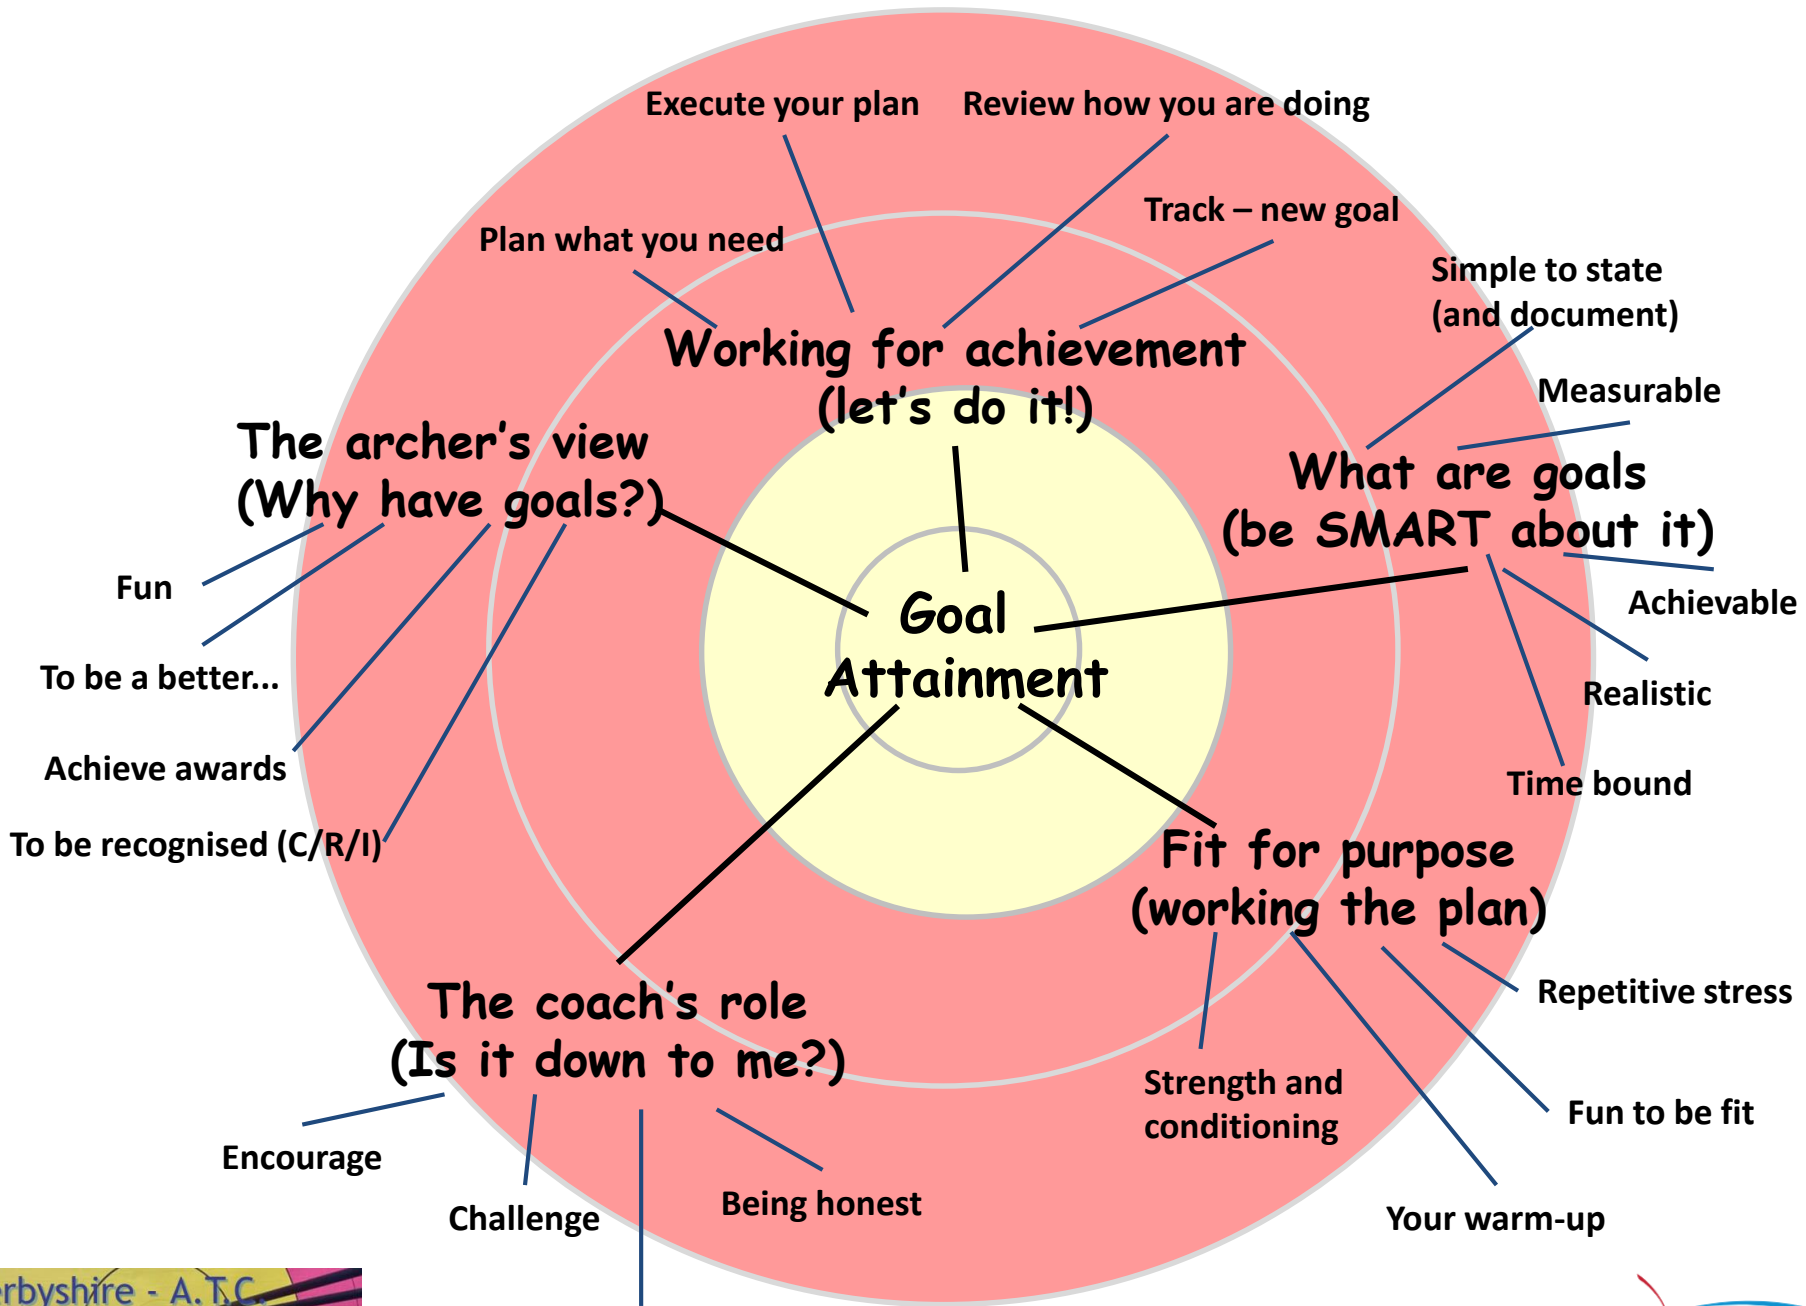 Execute your plan
Review how you are doing
Plan what you need
Track – new goal
Working for achievement
(let's do it!)
Simple to state
(and document)
Measurable
What are goals
(be SMART about it)
Achievable
Realistic
Time bound
The archer's view
(Why have goals?)
Fun
To be a better...
Achieve awards
To be recognised (C/R/I)
Goal
Attainment
Fit for purpose
(working the plan)
Repetitive stress
Fun to be fit
Your warm-up
Strength and
conditioning
The coach's role
(Is it down to me?)
Encourage
Challenge
Being honest
A.T.C.